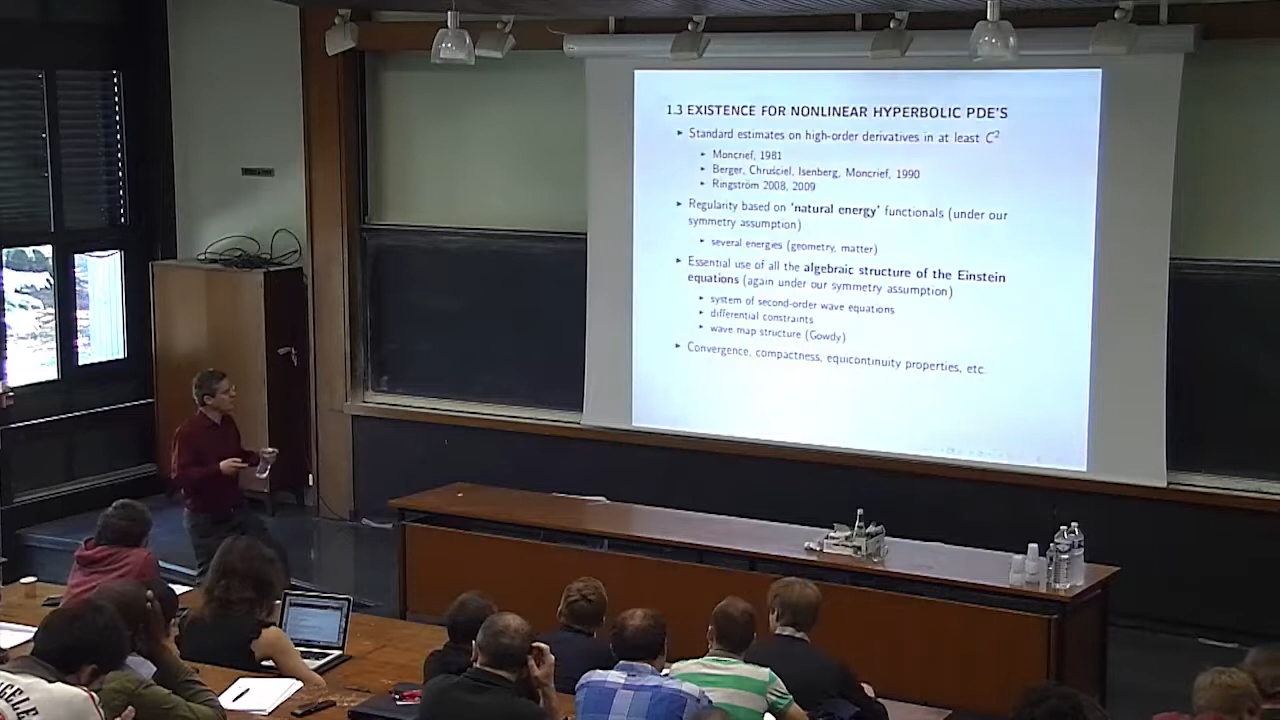 1.3 EXISTENCE FOR NONLINEAR HYPERBOLIC PDE'S
▸ Standard estimates on high-order derivatives in at least C²
▸ Moncrief, 1981
▸ Berger, Chruściel, Isenberg, Moncrief, 1990
▸ Ringström 2008, 2009
▸ Regularity based on 'natural energy' functionals (under our
symmetry assumption)
▸ several energies (geometry, matter)
▸ Essential use of all the algebraic structure of the Einstein
equations (again under our symmetry assumption)
▸ system of second-order wave equations
▸ differential constraints
▸ wave map structure (Gowdy)
▸ Convergence, compactness, equicontinuity properties, etc.